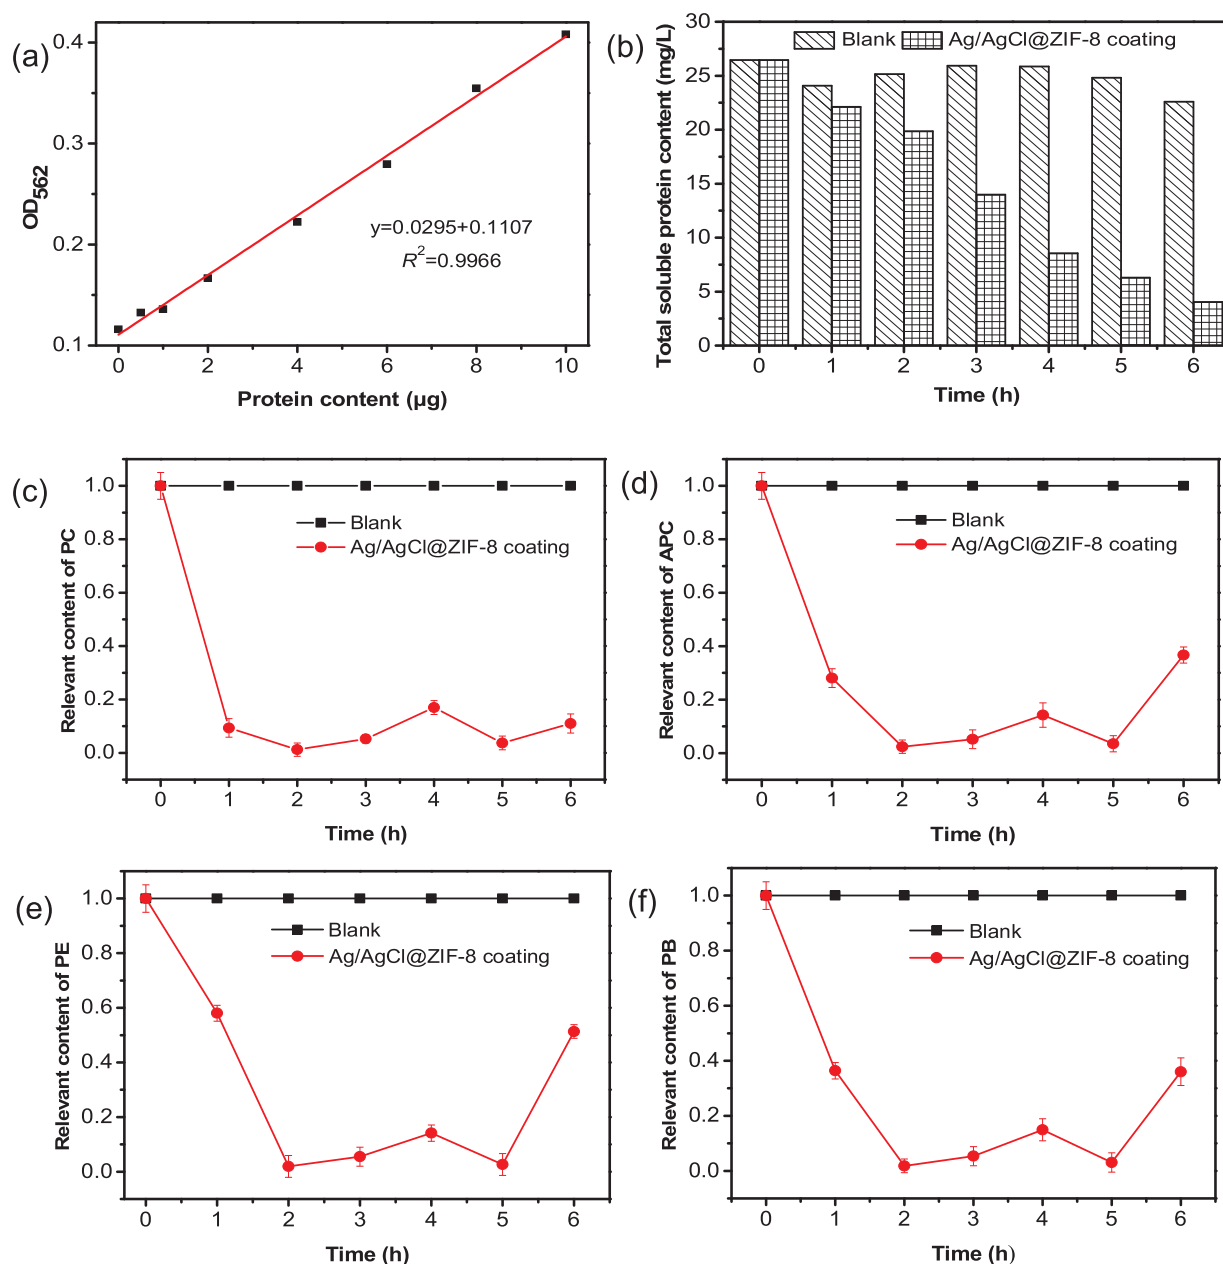 (a)
0.4
0.3
0.2
0.1
OD562
y=0.0295+0.1107
R2=0.9966
0 2 4 6 8 10
Protein content (µg)
(b)
30
25
20
15
10
5
0
Total soluble protein content (mg/L)
Blank Ag/AgCl@ZIF-8 coating
0 1 2 3 4 5 6
Time (h)
(c)
1.0
0.8
0.6
0.4
0.2
0.0
Relevant content of PC
Blank
Ag/AgCl@ZIF-8 coating
0 1 2 3 4 5 6
Time (h)
(d)
1.0
0.8
0.6
0.4
0.2
0.0
Relevant content of APC
Blank
Ag/AgCl@ZIF-8 coating
0 1 2 3 4 5 6
Time (h)
(e)
1.0
0.8
0.6
0.4
0.2
0.0
Relevant content of PE
Blank
Ag/AgCl@ZIF-8 coating
0 1 2 3 4 5 6
Time (h)
(f)
1.0
0.8
0.6
0.4
0.2
0.0
Relevant content of PB
Blank
Ag/AgCl@ZIF-8 coating
0 1 2 3 4 5 6
Time (h)